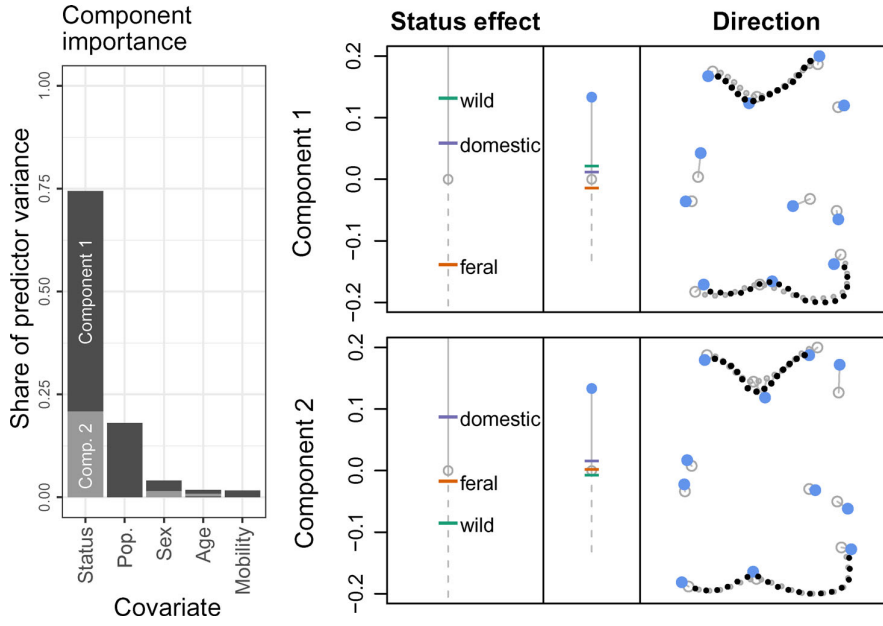 Component
importance
Share of predictor variance
1.00
0.75
0.50
0.25
0.00
Component 1
Comp. 2
Status
Pop.
Sex
Age
Mobility
Covariate
Status effect
Direction
Component 1
0.2
0.1
0.0
−0.1
−0.2
wild
domestic
feral
Component 2
0.2
0.1
0.0
−0.1
−0.2
domestic
feral
wild